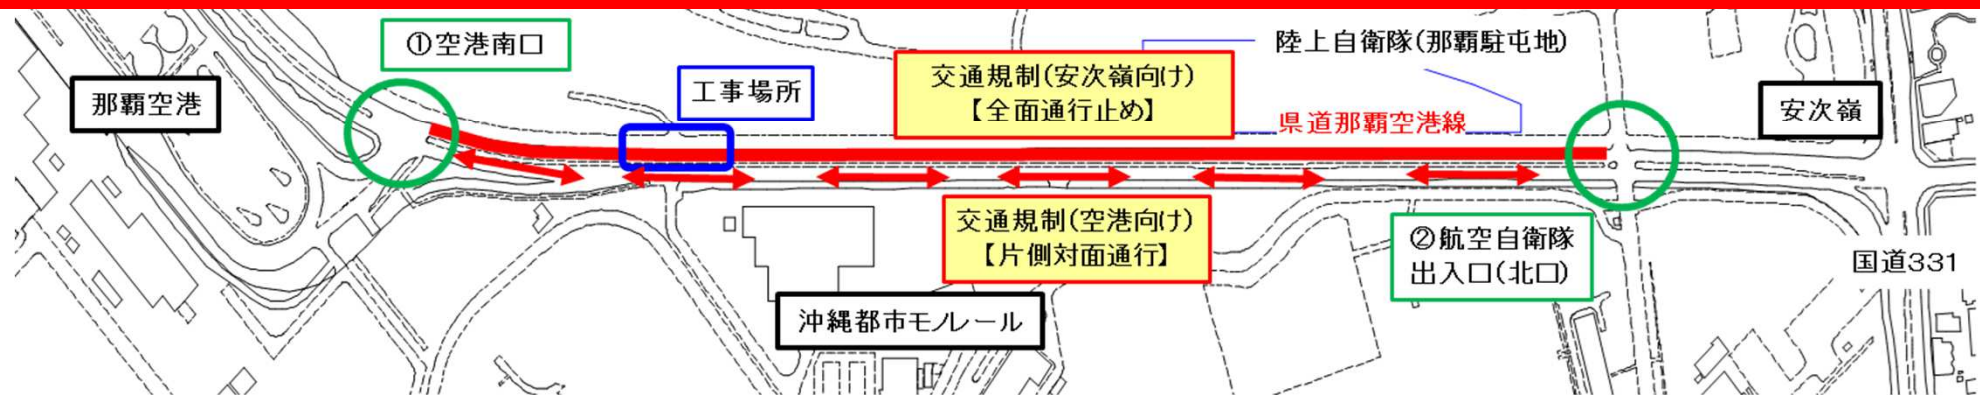 ①空港南口
那覇空港
工事場所
交通規制(安次嶺向け)
【全面通行止め】
陸上自衛隊(那覇駐屯地)
県道那覇空港線
安次嶺
交通規制(空港向け)
【片側対面通行】
②航空自衛隊
出入口(北口)
国道331
沖縄都市モノレール